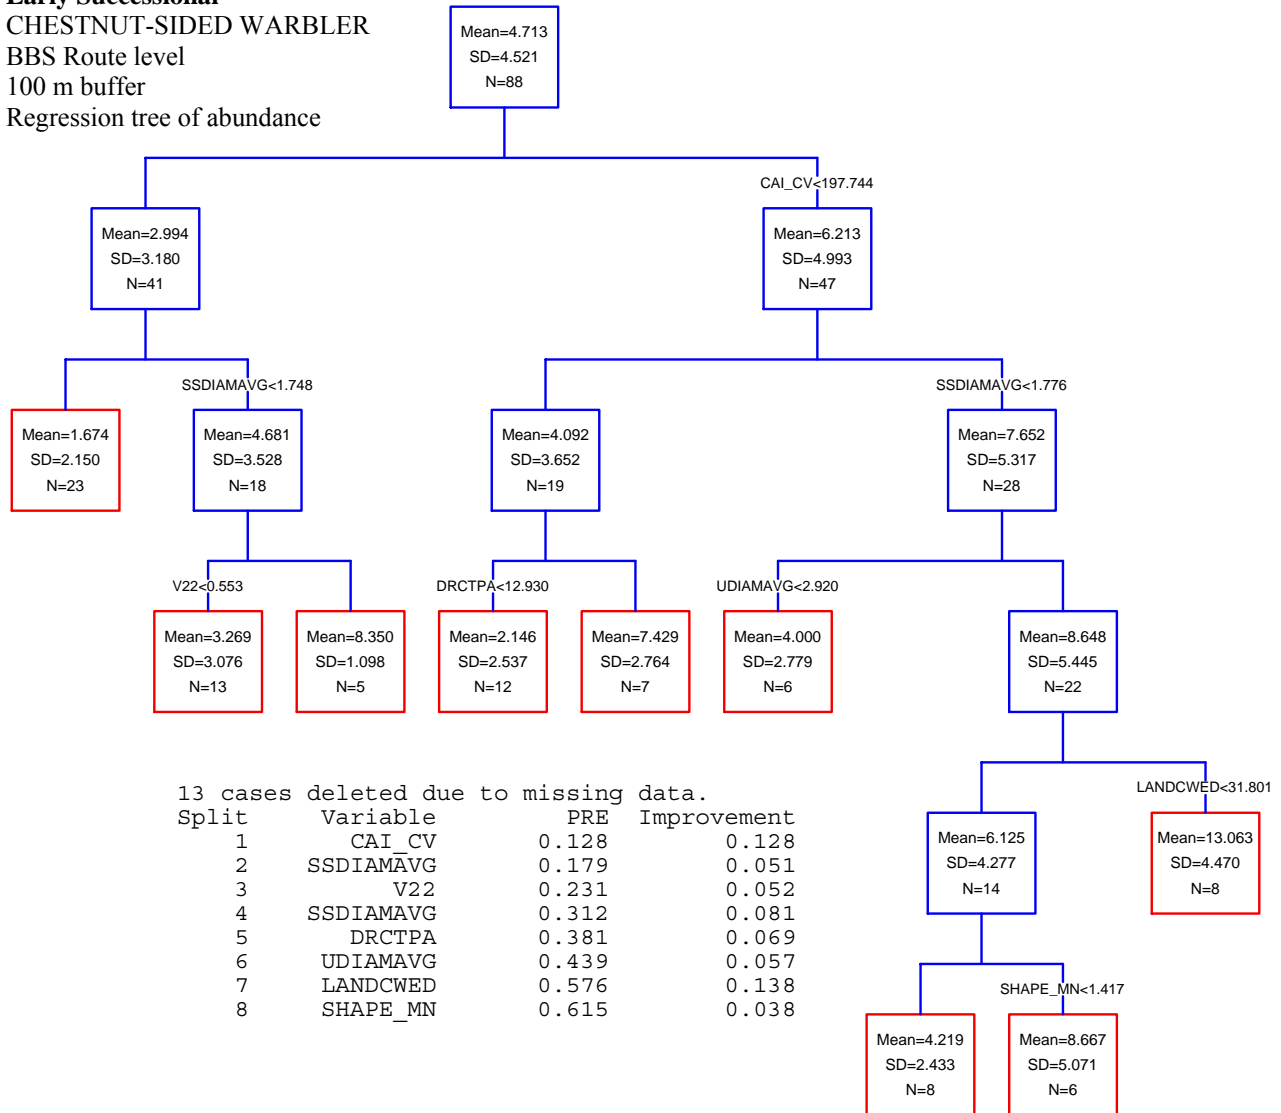 Early Successional
CHESTNUT-SIDED WARBLER
BBS Route level
100 m buffer
Regression tree of abundance
Mean=4.713
SD=4.521
N=88
CAI_CV<197.744
Mean=2.994
SD=3.180
N=41
Mean=6.213
SD=4.993
N=47
SSDIAMAVG<1.748
SSDIAMAVG<1.776
Mean=1.674
SD=2.150
N=23
Mean=4.681
SD=3.528
N=18
Mean=4.092
SD=3.652
N=19
Mean=7.652
SD=5.317
N=28
V22<0.553
DRCTPA<12.930
UDIAMAVG<2.920
Mean=3.269
SD=3.076
N=13
Mean=8.350
SD=1.098
N=5
Mean=2.146
SD=2.537
N=12
Mean=7.429
SD=2.764
N=7
Mean=4.000
SD=2.779
N=6
Mean=8.648
SD=5.445
N=22
LANDCWED<31.801
Mean=6.125
SD=4.277
N=14
Mean=13.063
SD=4.470
N=8
SHAPE_MN<1.417
Mean=4.219
SD=2.433
N=8
Mean=8.667
SD=5.071
N=6
13 cases deleted due to missing data.
Split Variable PRE Improvement
1 CAI_CV 0.128 0.128
2 SSDIAMAVG 0.179 0.051
3 V22 0.231 0.052
4 SSDIAMAVG 0.312 0.081
5 DRCTPA 0.381 0.069
6 UDIAMAVG 0.439 0.057
7 LANDCWED 0.576 0.138
8 SHAPE_MN 0.615 0.038